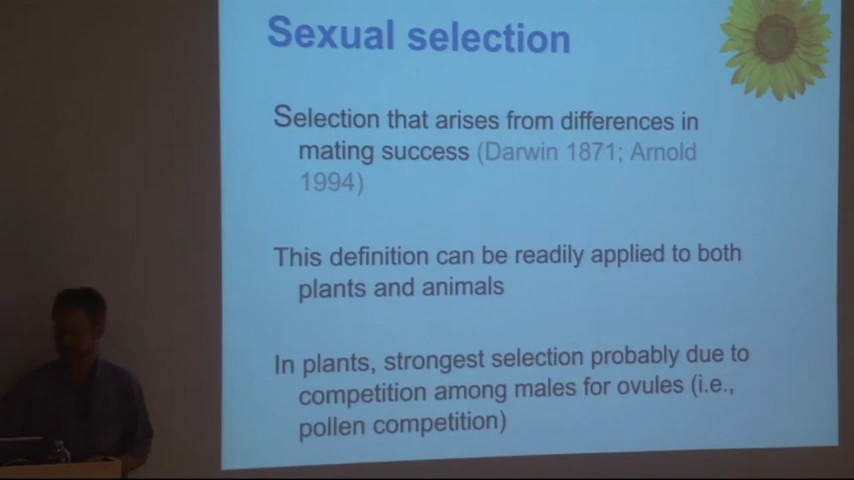 Sexual selection
Selection that arises from differences in
mating success (Darwin 1871; Arnold
1994)
This definition can be readily applied to both
plants and animals
In plants, strongest selection probably due to
competition among males for ovules (i.e.,
pollen competition)